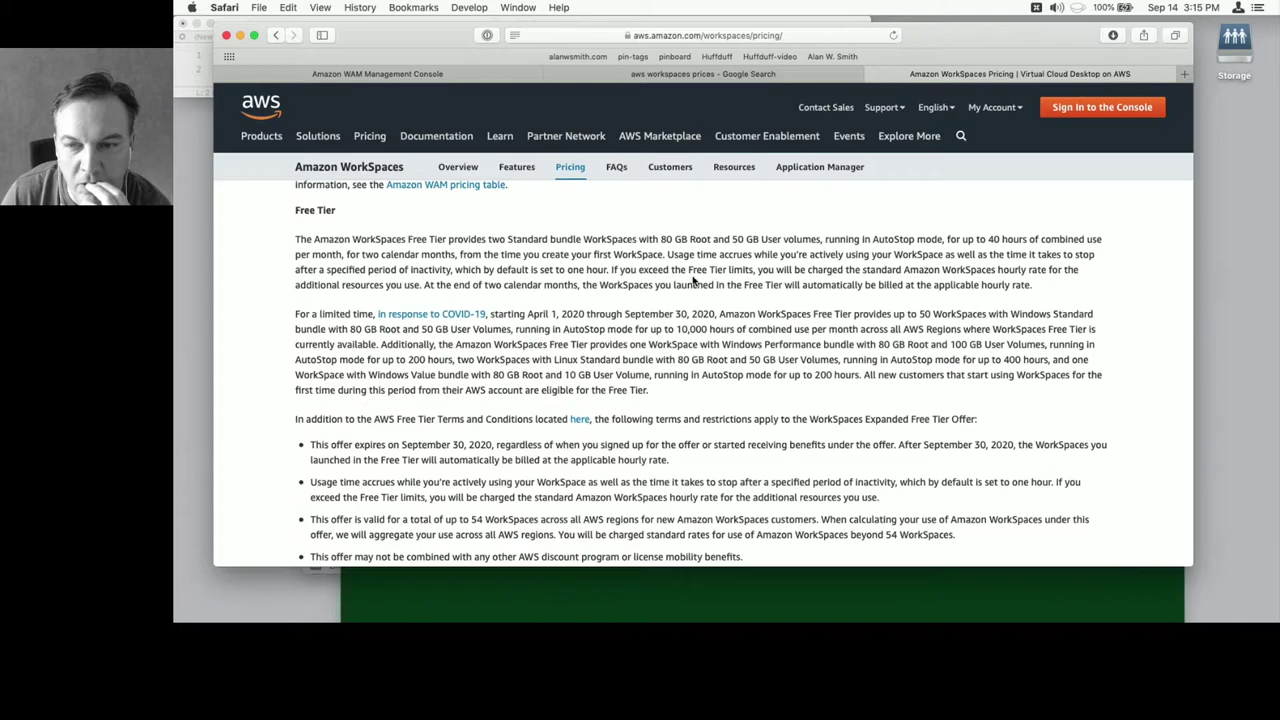 Safari File Edit View History Bookmarks Develop Window Help 100% Sep 14 3:15 PM
aws.amazon.com/workspaces/pricing/
alanwsmith.com pin-tags pinboard Huffduff Huffduff-video Alan W. Smith
Amazon WAM Management Console aws workspaces prices - Google Search Amazon WorkSpaces Pricing | Virtual Cloud Desktop on AWS
Storage
aws
Contact Sales Support English My Account Sign In to the Console
Products Solutions Pricing Documentation Learn Partner Network AWS Marketplace Customer Enablement Events Explore More
Amazon WorkSpaces Overview Features Pricing FAQs Customers Resources Application Manager
information, see the Amazon WAM pricing table.
Free Tier
The Amazon WorkSpaces Free Tier provides two Standard bundle WorkSpaces with 80 GB Root and 50 GB User volumes, running in AutoStop mode, for up to 40 hours of combined use
per month, for two calendar months, from the time you create your first WorkSpace. Usage time accrues while you're actively using your WorkSpace as well as the time it takes to stop
after a specified period of inactivity, which by default is set to one hour. If you exceed the Free Tier limits, you will be charged the standard Amazon WorkSpaces hourly rate for the
additional resources you use. At the end of two calendar months, the WorkSpaces you launched in the Free Tier will automatically be billed at the applicable hourly rate.
For a limited time, in response to COVID-19, starting April 1, 2020 through September 30, 2020, Amazon WorkSpaces Free Tier provides up to 50 WorkSpaces with Windows Standard
bundle with 80 GB Root and 50 GB User Volumes, running in AutoStop mode for up to 10,000 hours of combined use per month across all AWS Regions where WorkSpaces Free Tier is
currently available. Additionally, the Amazon WorkSpaces Free Tier provides one WorkSpace with Windows Performance bundle with 80 GB Root and 100 GB User Volumes, running in
AutoStop mode for up to 200 hours, two WorkSpaces with Linux Standard bundle with 80 GB Root and 50 GB User Volumes, running in AutoStop mode for up to 400 hours, and one
WorkSpace with Windows Value bundle with 80 GB Root and 10 GB User Volume, running in AutoStop mode for up to 200 hours. All new customers that start using WorkSpaces for the
first time during this period from their AWS account are eligible for the Free Tier.
In addition to the AWS Free Tier Terms and Conditions located here, the following terms and restrictions apply to the WorkSpaces Expanded Free Tier Offer:
• This offer expires on September 30, 2020, regardless of when you signed up for the offer or started receiving benefits under the offer. After September 30, 2020, the WorkSpaces you
launched in the Free Tier will automatically be billed at the applicable hourly rate.
• Usage time accrues while you're actively using your WorkSpace as well as the time it takes to stop after a specified period of inactivity, which by default is set to one hour. If you
exceed the Free Tier limits, you will be charged the standard Amazon WorkSpaces hourly rate for the additional resources you use.
• This offer is valid for a total of up to 54 WorkSpaces across all AWS regions for new Amazon WorkSpaces customers. When calculating your use of Amazon WorkSpaces under this
offer, we will aggregate your use across all AWS regions. You will be charged standard rates for use of Amazon WorkSpaces beyond 54 WorkSpaces.
• This offer may not be combined with any other AWS discount program or license mobility benefits.